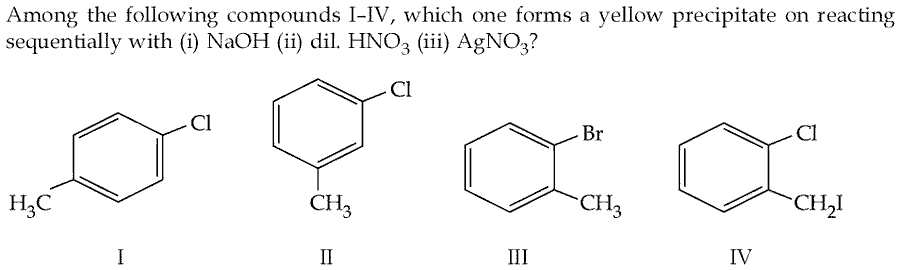 Among the following compounds I–IV, which one forms a yellow precipitate on reacting
sequentially with (i) NaOH (ii) dil. HNO₃ (iii) AgNO₃?
Cl
H₃C
I
Cl
CH₃
II
Br
CH₃
III
Cl
CH₂I
IV